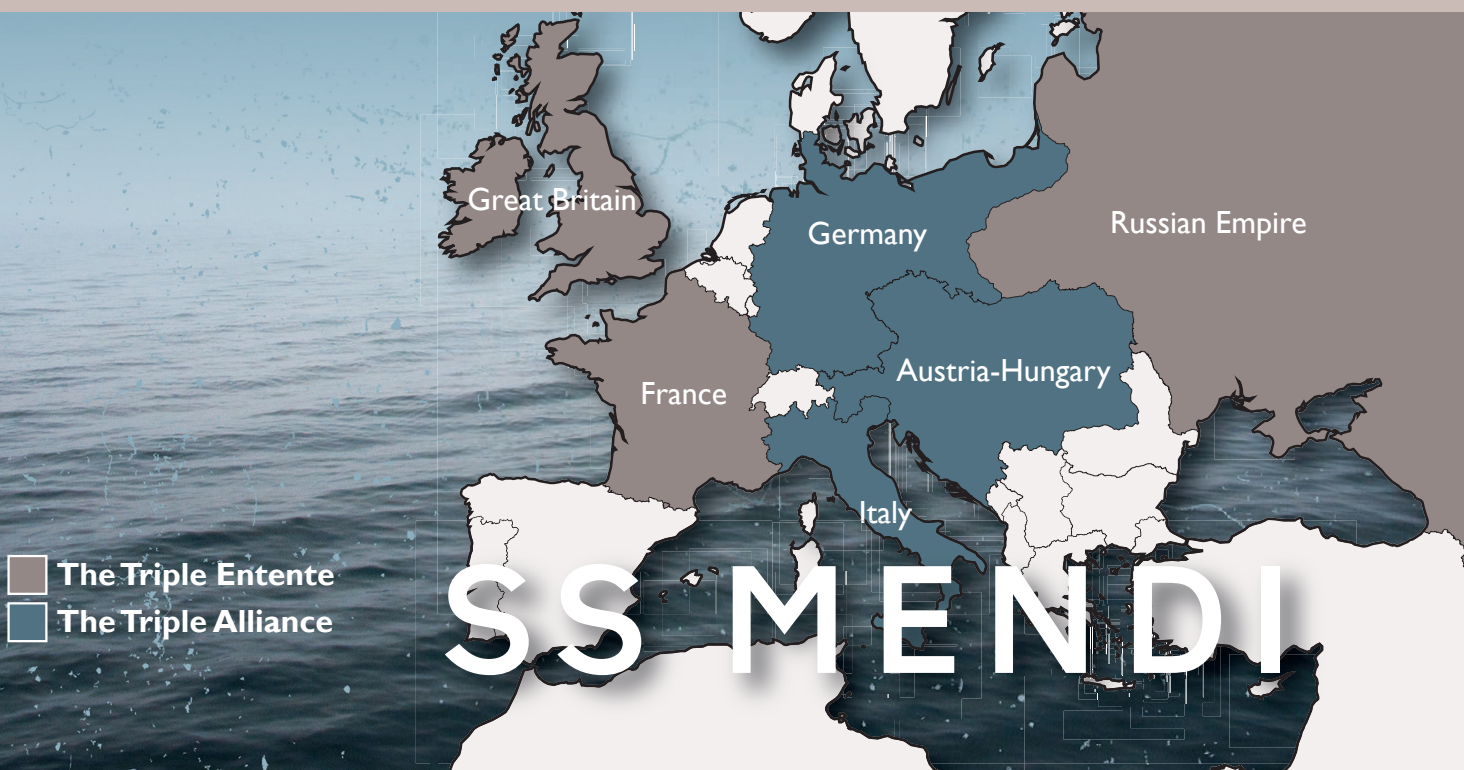 Great Britain
Germany
Russian Empire
Austria-Hungary
France
Italy
The Triple Entente
The Triple Alliance
SS MENDI